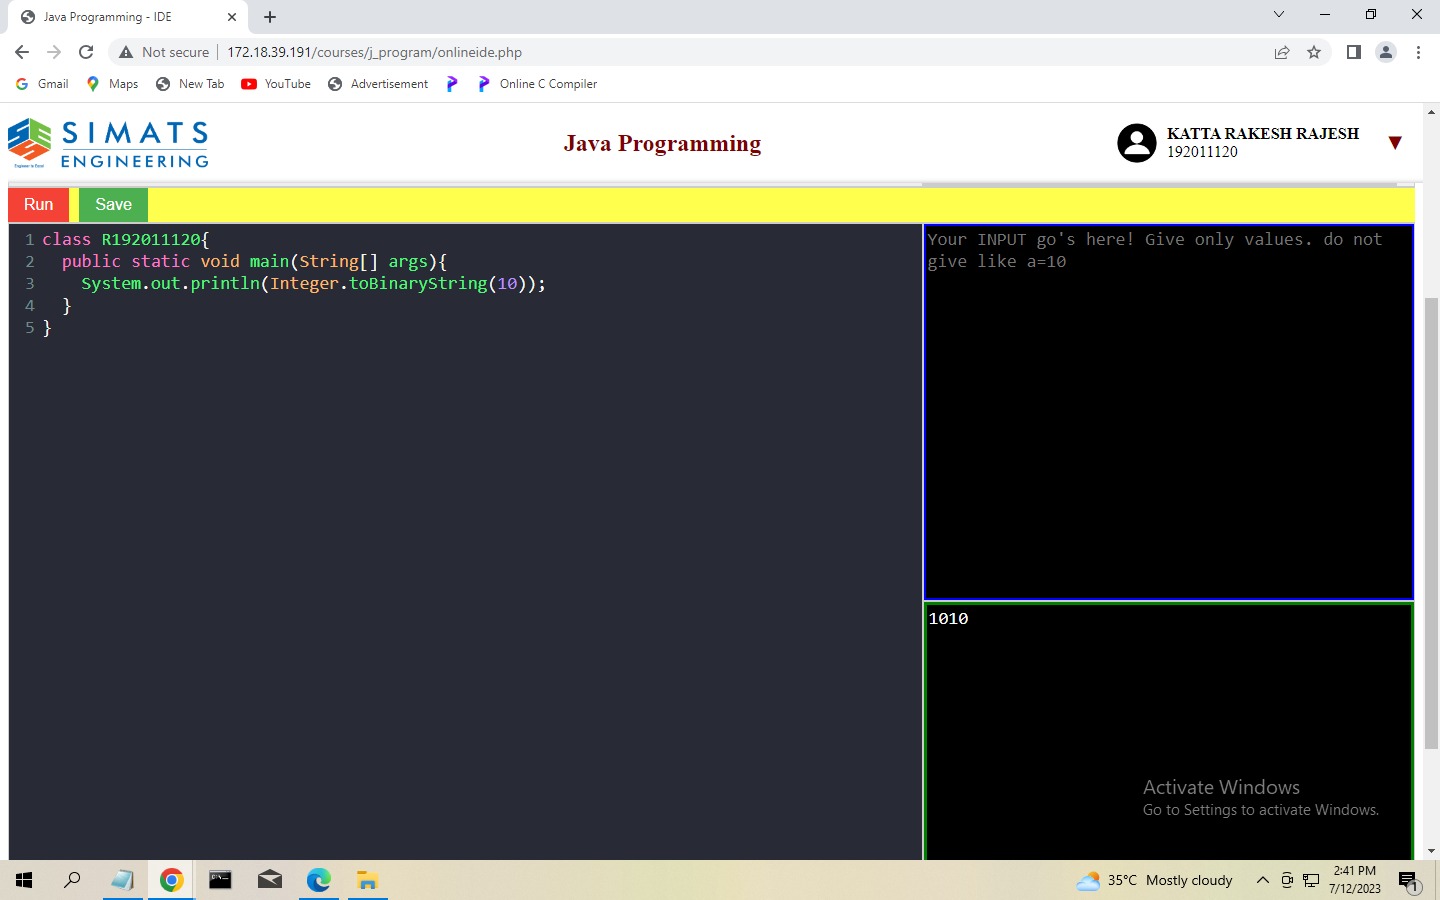 Java Programming - IDE
Not secure
172.18.39.191/courses/j_program/onlineide.php
Gmail
Maps
New Tab
YouTube
Advertisement
Online C Compiler
SIMATS
ENGINEERING
Java Programming
KATTA RAKESH RAJESH
192011120
Run
Save
1 class R192011120{
2 public static void main(String[] args){
3 System.out.println(Integer.toBinaryString(10));
4 }
5 }
Your INPUT go's here! Give only values. do not
give like a=10
1010
Activate Windows
Go to Settings to activate Windows.
35°C Mostly cloudy
2:41 PM
7/12/2023
1